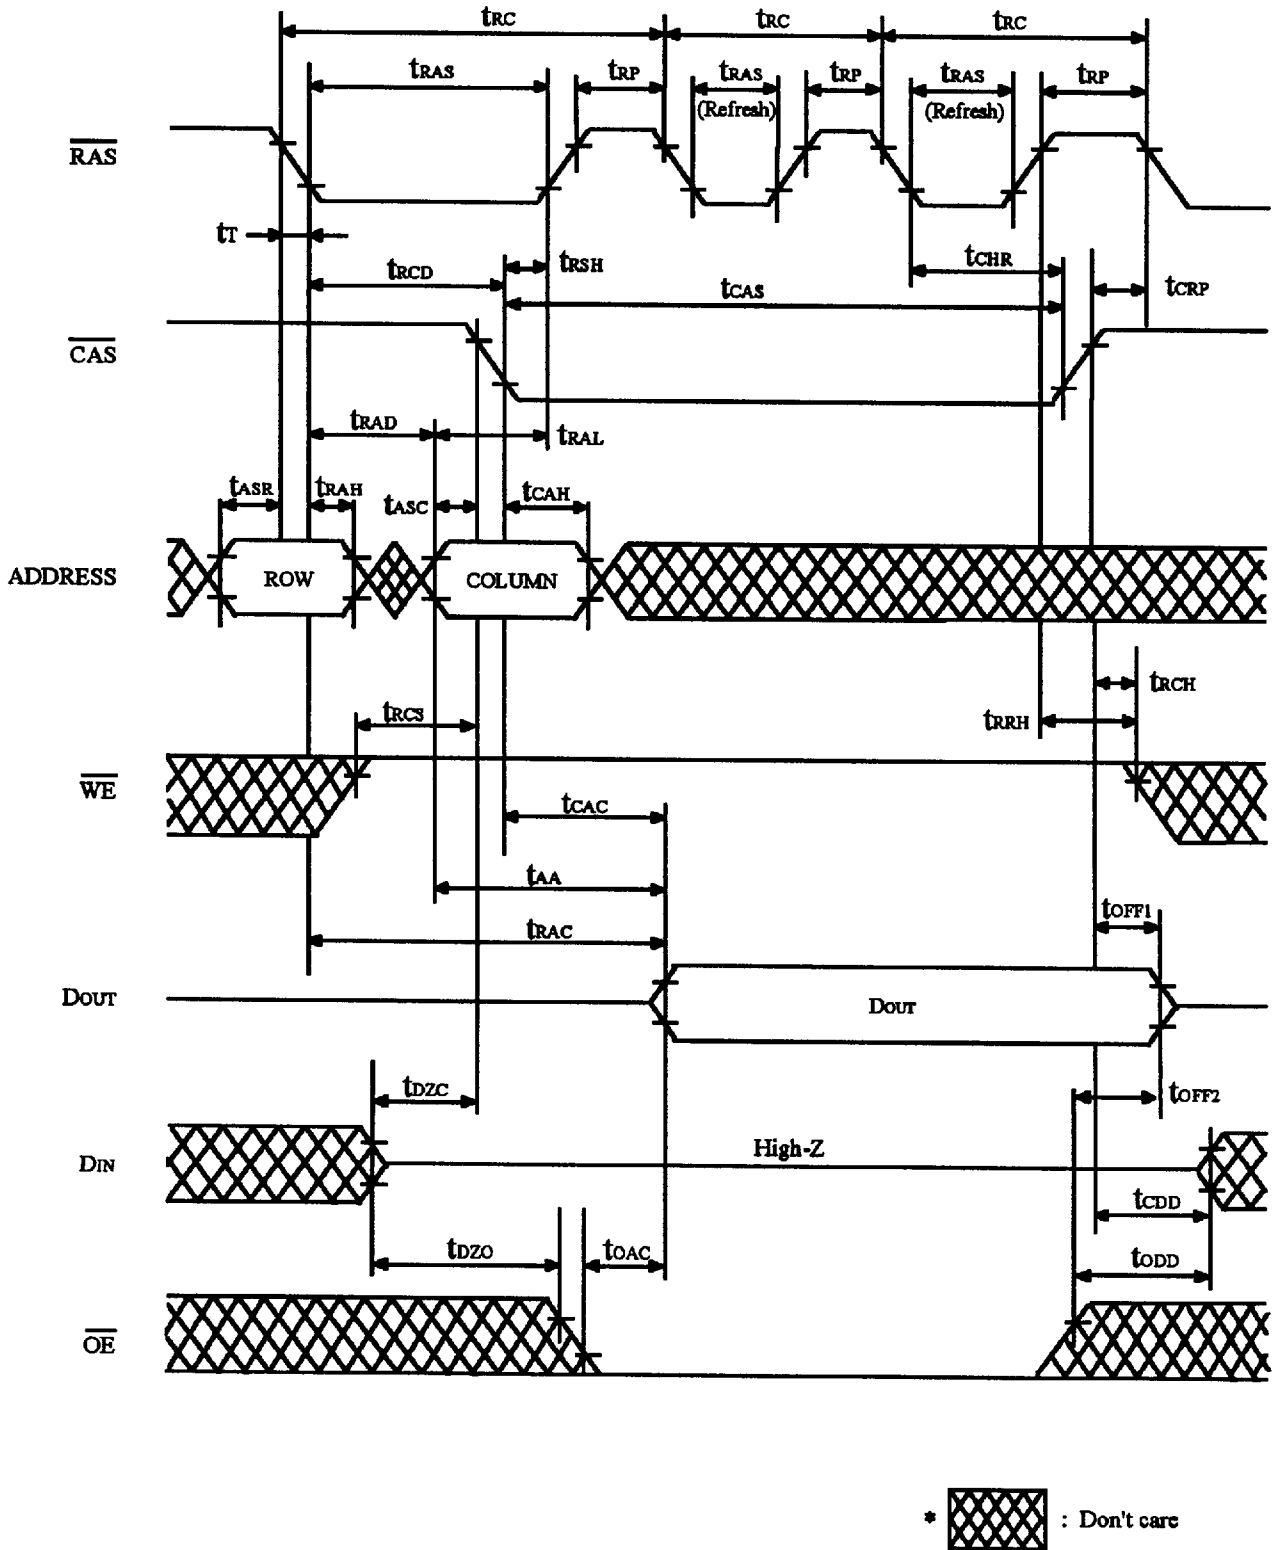 tRC tRC tRC
tRAS tRP tRAS tRP tRAS tRP
(Refresh) (Refresh)
RAS
tT
tRCD tRSH tCHR
tCAS tCRP
CAS
tRAD tRAL
tASR tRAH tASC tCAH
ADDRESS ROW COLUMN
tRCH
tRCS tRRH
WE
tCAC
tAA
tOFF1
tRAC
DOUT DOUT
tDZC tOFF2
DIN High-Z
tCDD
tDZO tOAC tODD
OE
* : Don't care